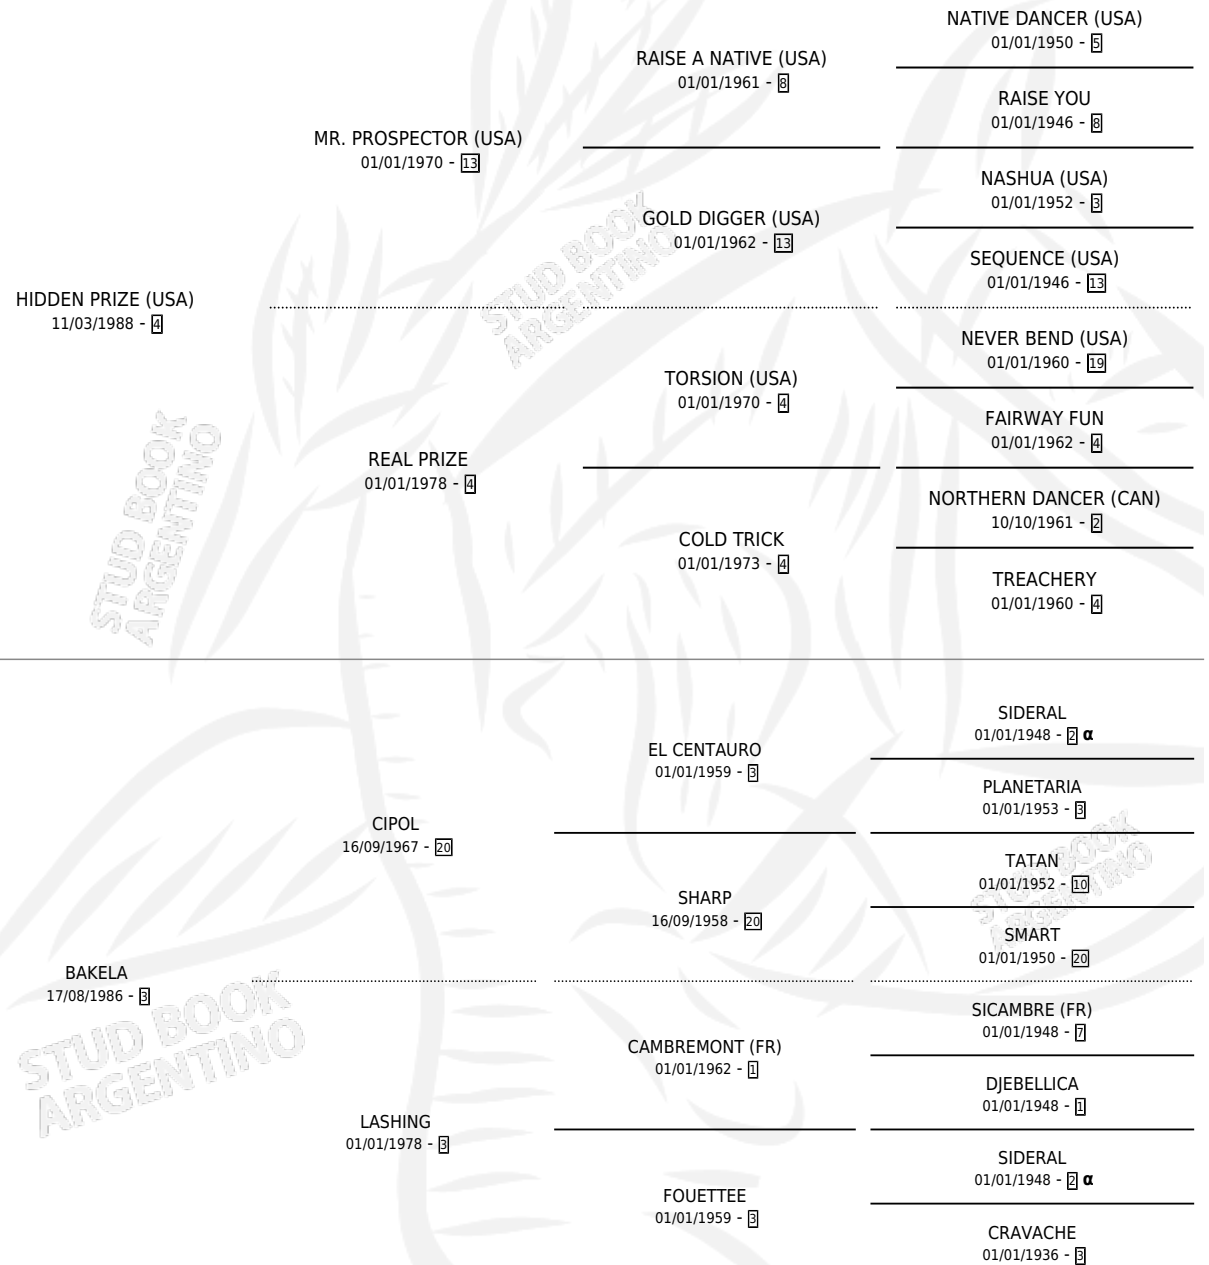 NATIVE DANCER (USA)
01/01/1950 - 5
RAISE A NATIVE (USA)
01/01/1961 - 8
RAISE YOU
01/01/1946 - 8
MR. PROSPECTOR (USA)
01/01/1970 - 13
NASHUA (USA)
01/01/1952 - 3
GOLD DIGGER (USA)
01/01/1962 - 13
SEQUENCE (USA)
01/01/1946 - 13
HIDDEN PRIZE (USA)
11/03/1988 - 4
STUD BOOK
ARGENTINO
NEVER BEND (USA)
01/01/1960 - 19
TORSION (USA)
01/01/1970 - 4
FAIRWAY FUN
01/01/1962 - 4
REAL PRIZE
01/01/1978 - 4
NORTHERN DANCER (CAN)
10/10/1961 - 2
COLD TRICK
01/01/1973 - 4
TREACHERY
01/01/1960 - 4
STUD BOOK
ARGENTINO
SIDERAL
01/01/1948 - 2 α
EL CENTAURO
01/01/1959 - 3
PLANETARIA
01/01/1953 - 3
CIPOL
16/09/1967 - 20
TATAN
01/01/1952 - 10
SHARP
16/09/1958 - 20
SMART
01/01/1950 - 20
STUD BOOK
ARGENTINO
BAKELA
17/08/1986 - 3
SICAMBRE (FR)
01/01/1948 - 7
CAMBREMONT (FR)
01/01/1962 - 1
DJEBELLICA
01/01/1948 - 1
STUD BOOK
ARGENTINO
LASHING
01/01/1978 - 3
SIDERAL
01/01/1948 - 2 α
FOUETTEE
01/01/1959 - 3
CRAVACHE
01/01/1936 - 3